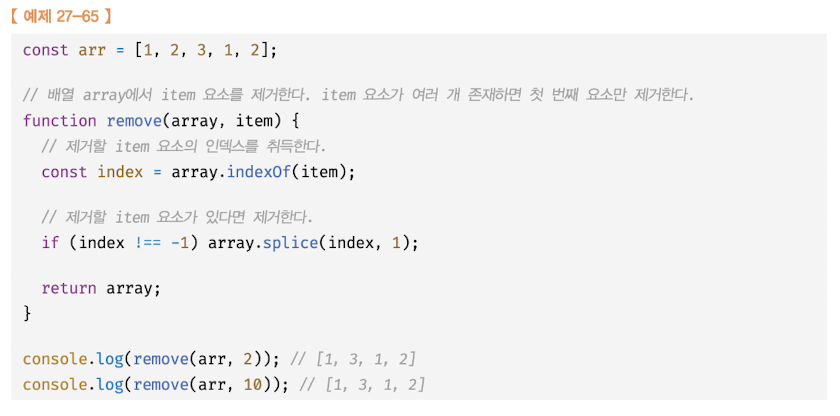 【 예제 27-65 】
const arr = [1, 2, 3, 1, 2];
// 배열 array에서 item 요소를 제거한다. item 요소가 여러 개 존재하면 첫 번째 요소만 제거한다.
function remove(array, item) {
// 제거할 item 요소의 인덱스를 취득한다.
const index = array.indexOf(item);
// 제거할 item 요소가 있다면 제거한다.
if (index !== -1) array.splice(index, 1);
return array;
}
console.log(remove(arr, 2)); // [1, 3, 1, 2]
console.log(remove(arr, 10)); // [1, 3, 1, 2]